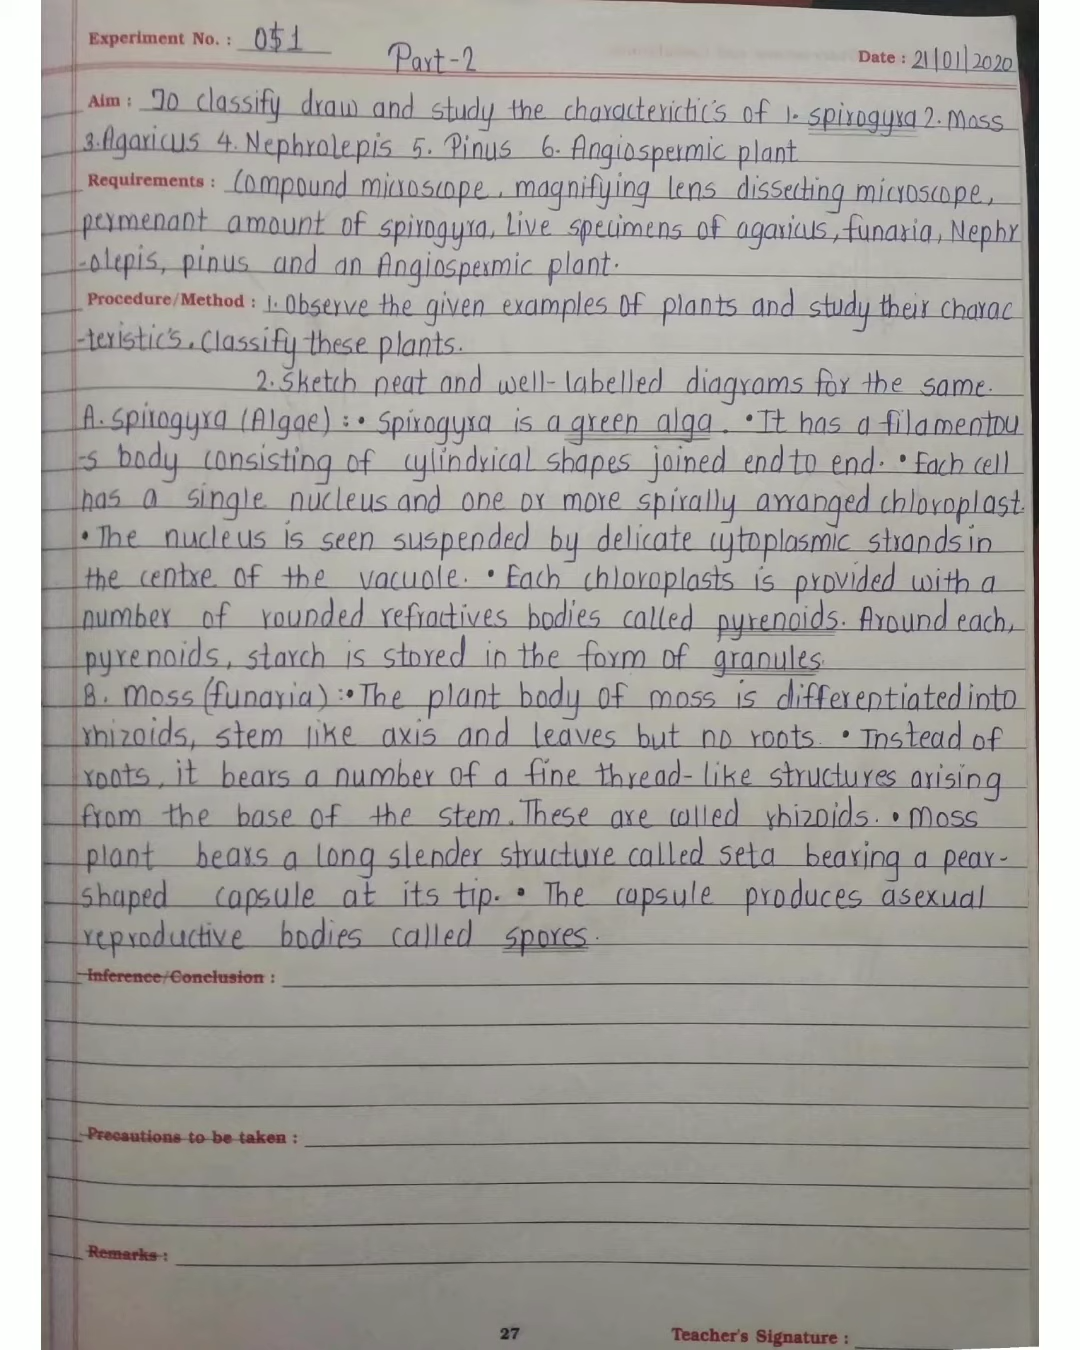 Experiment No. : 0$1
Part-2
Date : 21/01/2020
Aim : To classify draw and study the characterictic's of 1. spirogyra 2. Moss
3. Agaricus 4. Nephrolepis 5. Pinus 6. Angiospermic plant
Requirements : Compound microscope, magnifying lens dissecting microscope,
permenant amount of spirogyra, Live specimens of agaricus, funaria, Nephr
-olepis, pinus and an Angiospermic plant.
Procedure/Method : 1. Observe the given examples of plants and study their charac
-teristic's. Classify these plants.
2. Sketch neat and well-labelled diagrams for the same.
A. Spirogyra (Algae) : • Spirogyra is a green alga. • It has a filamentou
-s body consisting of cylindrical shapes joined end to end. • Each cell
has a single nucleus and one or more spirally arranged chloroplast.
• The nucleus is seen suspended by delicate cytoplasmic strands in
the centre of the vacuole. • Each chloroplasts is provided with a
number of rounded refractives bodies called pyrenoids. Around each,
pyrenoids, starch is stored in the form of granules.
B. Moss (funaria) : • The plant body of moss is differentiated into
rhizoids, stem like axis and leaves but no roots. • Instead of
roots, it bears a number of a fine thread-like structures arising
from the base of the stem. These are called rhizoids. • Moss
plant bears a long slender structure called seta bearing a pear-
shaped capsule at its tip. • The capsule produces asexual
reproductive bodies called spores.
Inference/Conclusion :
Precautions to be taken :
Remarks :
27
Teacher's Signature :